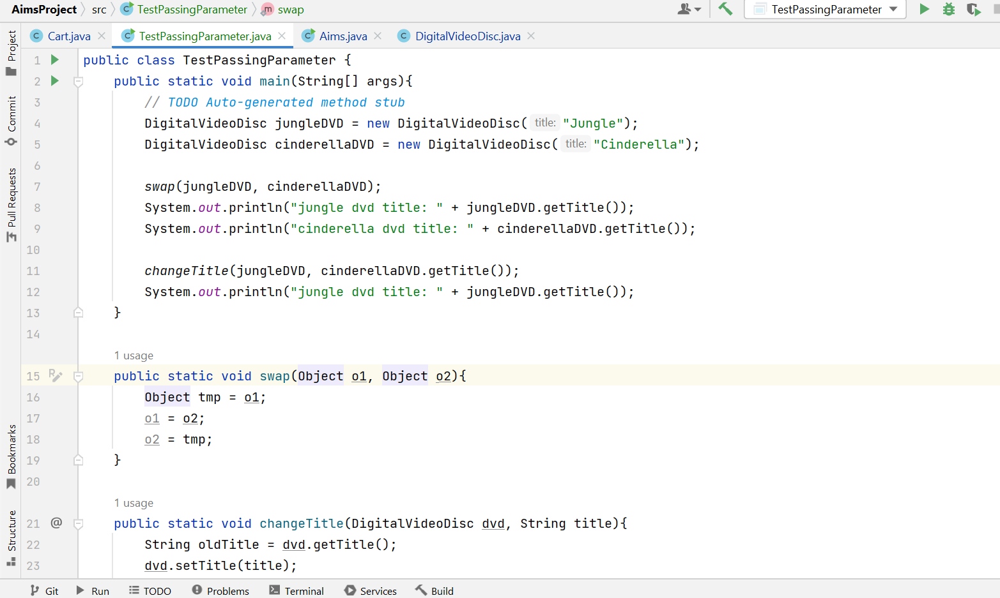 AimsProject src TestPassingParameter m swap TestPassingParameter
C Cart.java C TestPassingParameter.java C Aims.java C DigitalVideoDisc.java
Project
Commit
Pull Requests
Bookmarks
Structure
1 public class TestPassingParameter {
2 public static void main(String[] args){
3 // TODO Auto-generated method stub
4 DigitalVideoDisc jungleDVD = new DigitalVideoDisc( title: "Jungle");
5 DigitalVideoDisc cinderellaDVD = new DigitalVideoDisc( title: "Cinderella");
6
7 swap(jungleDVD, cinderellaDVD);
8 System.out.println("jungle dvd title: " + jungleDVD.getTitle());
9 System.out.println("cinderella dvd title: " + cinderellaDVD.getTitle());
10
11 changeTitle(jungleDVD, cinderellaDVD.getTitle());
12 System.out.println("jungle dvd title: " + jungleDVD.getTitle());
13 }
14
1 usage
15 public static void swap(Object o1, Object o2){
16 Object tmp = o1;
17 o1 = o2;
18 o2 = tmp;
19 }
20
1 usage
21 @ public static void changeTitle(DigitalVideoDisc dvd, String title){
22 String oldTitle = dvd.getTitle();
23 dvd.setTitle(title);
Git Run TODO Problems Terminal Services Build